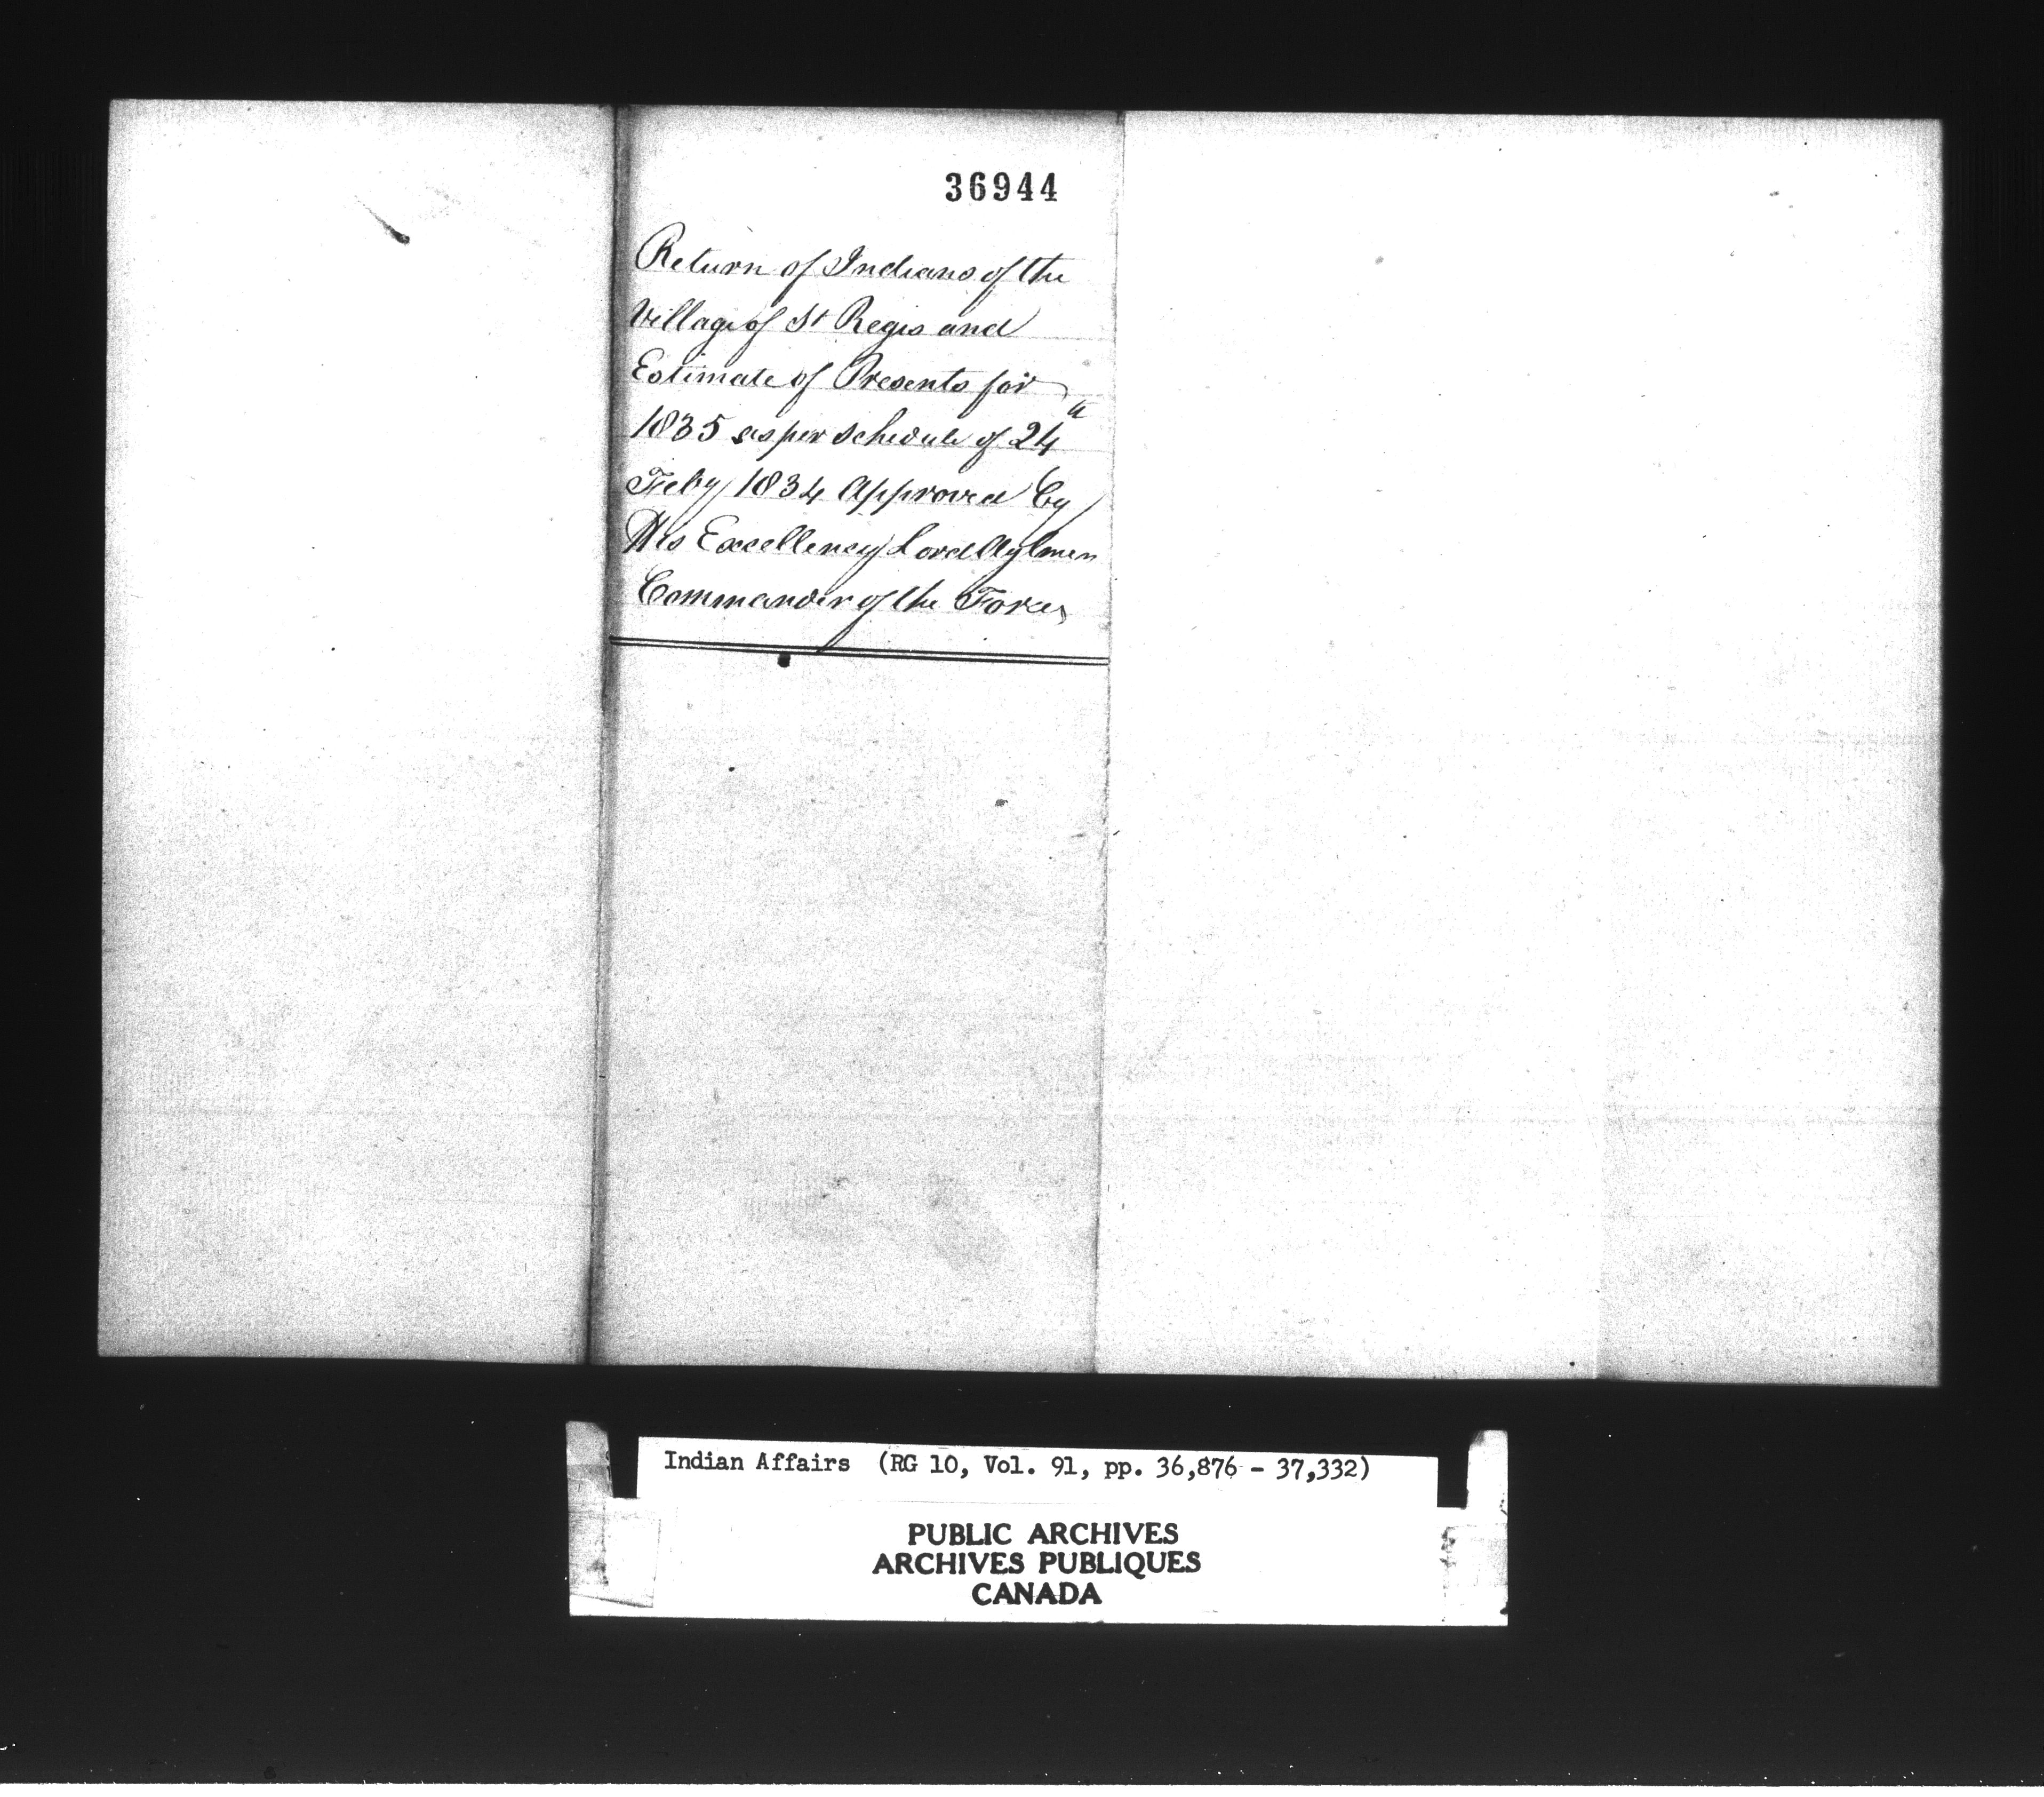 36944
Return of Indians of the
Village of St Regis and
Estimate of Presents for
1835 as per Schedule of 24th
Feby 1834 Approved by
His Excellency Lord Aylmer
Commander of the Forces
Indian Affairs (RG 10, Vol. 91, pp. 36,876 - 37,332)
PUBLIC ARCHIVES
ARCHIVES PUBLIQUES
CANADA